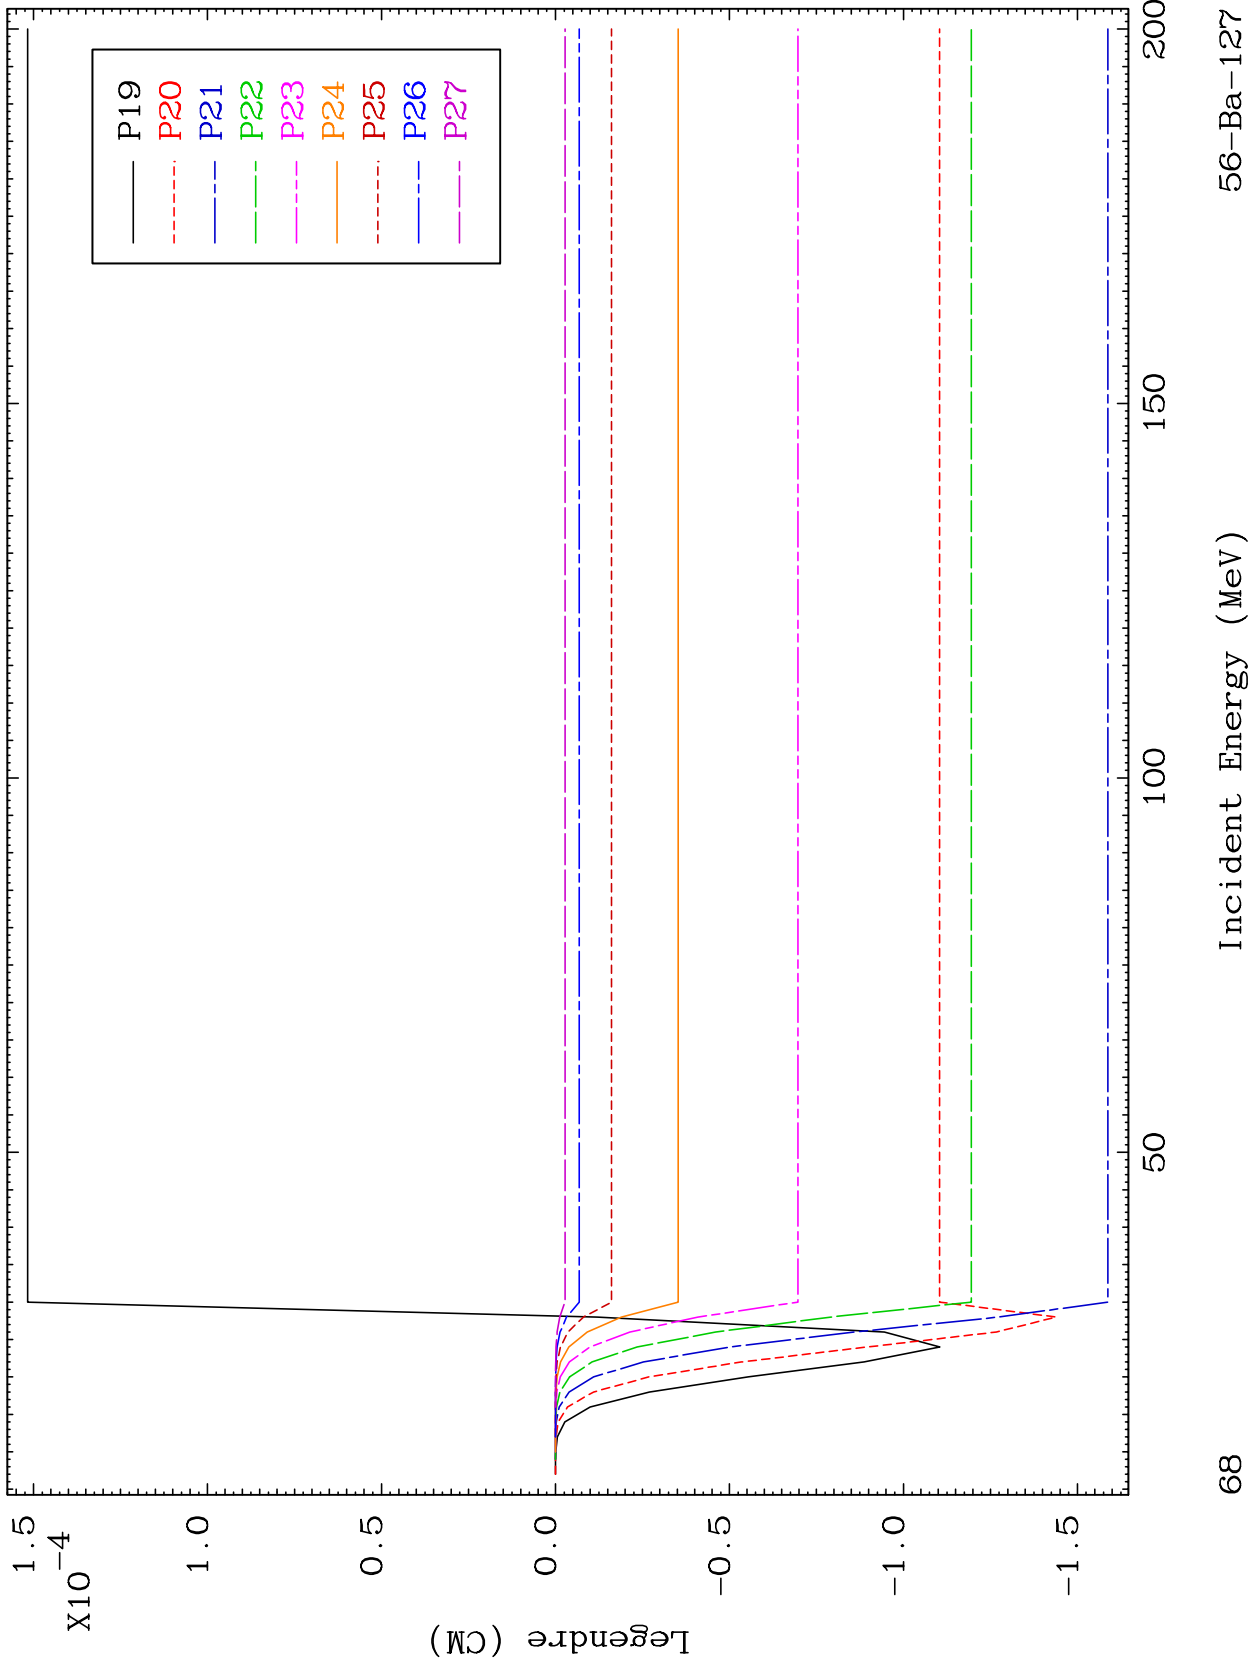 1.5
X10⁻⁴
1.0
0.5
0.0
−0.5
−1.0
−1.5
Legendre (CM)
P19
P20
P21
P22
P23
P24
P25
P26
P27
50
100
150
200
Incident Energy (MeV)
68
56−Ba−127